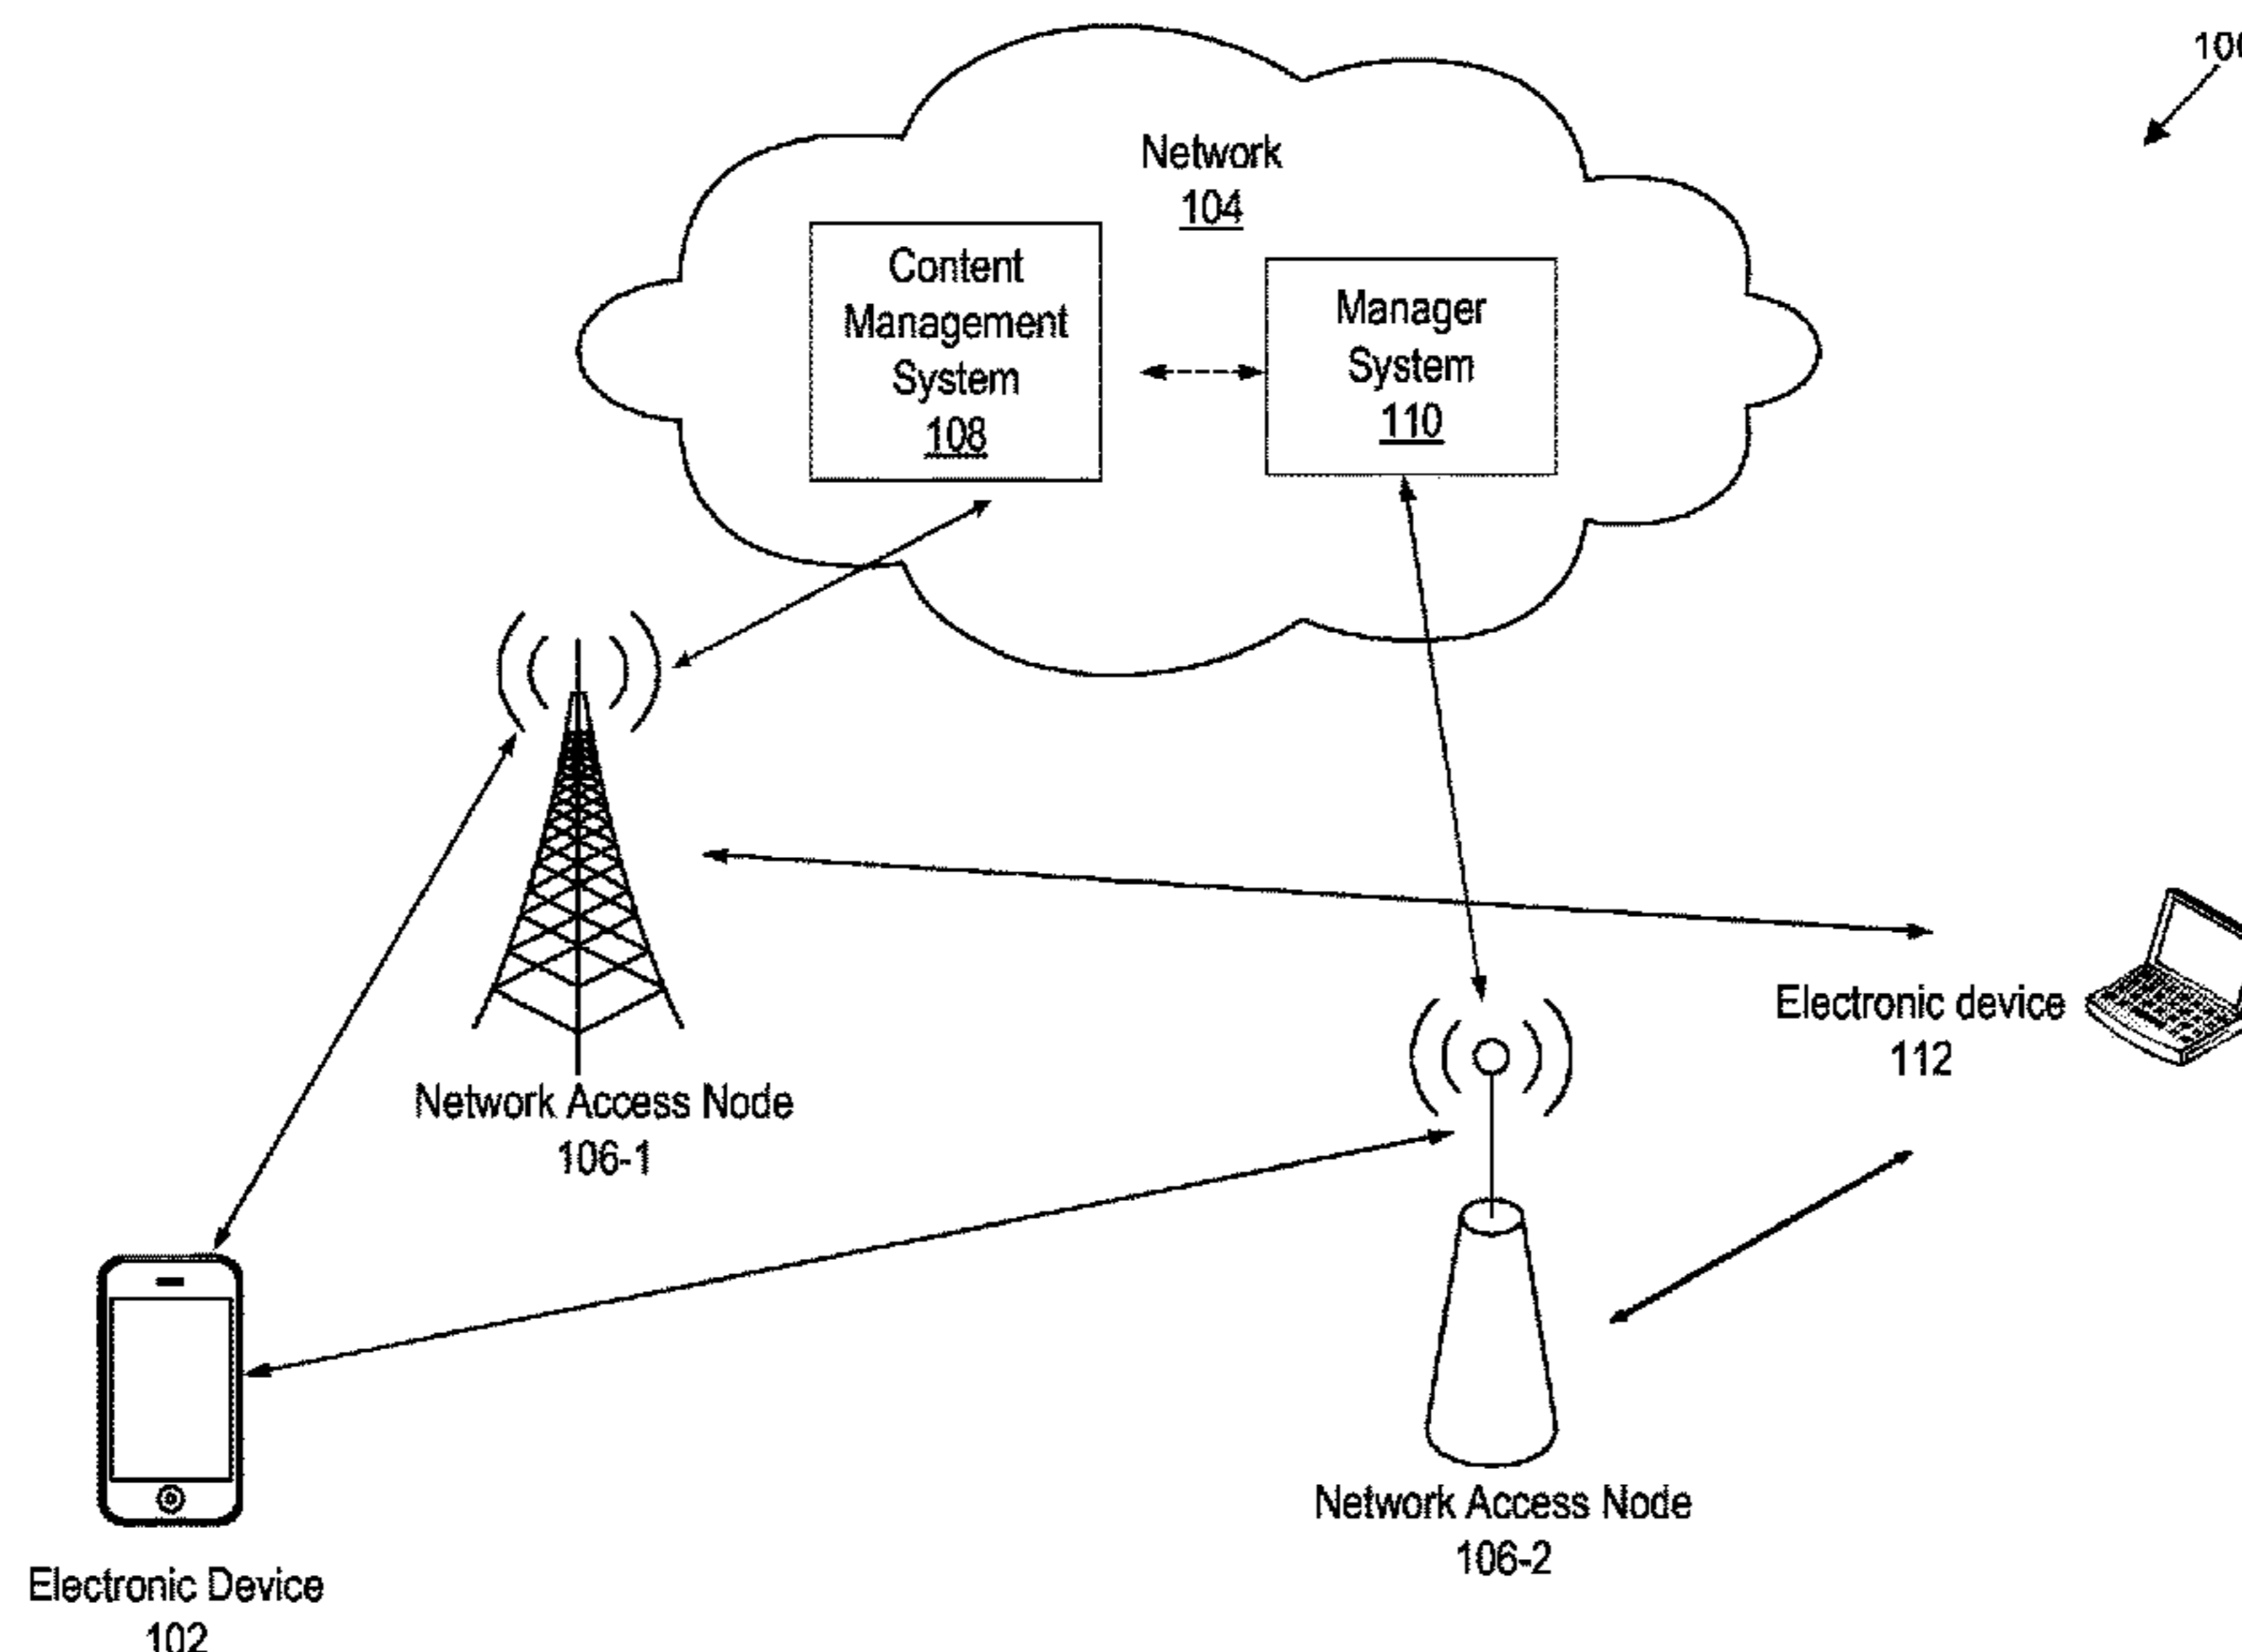 100
Network
104
Content
Management
System
108
Manager
System
110
Electronic device
112
Network Access Node
106-1
Network Access Node
106-2
Electronic Device
102